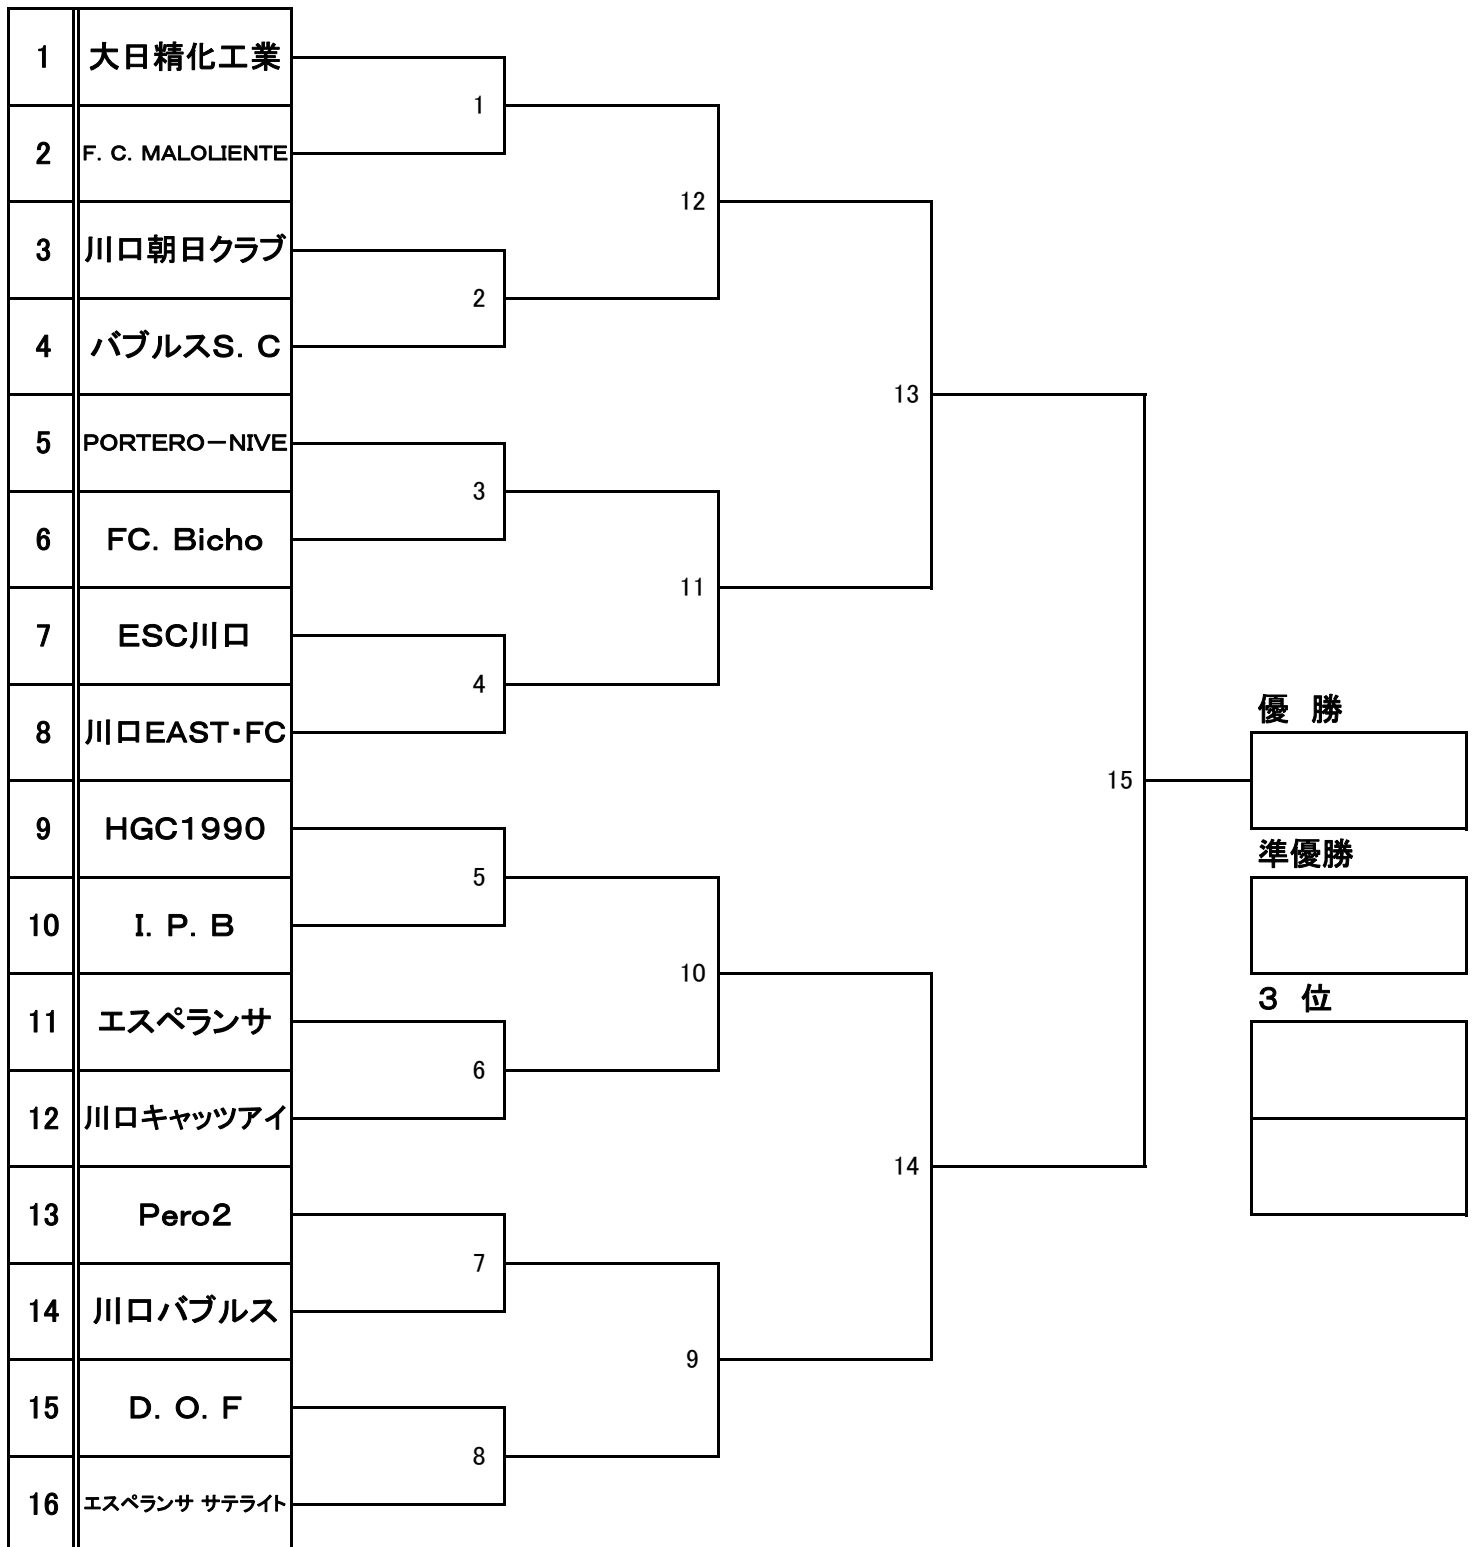 1 大日精化工業
1
2 F. C. MALOLIENTE
12
3 川口朝日クラブ
2
4 バブルスS. C
13
5 PORTERO－NIVE
3
6 FC. Bicho
11
7 ESC川口
4
8 川口EAST・FC
優 勝
15
9 HGC1990
準優勝
5
10 I. P. B
10
3 位
11 エスペランサ
6
12 川口キャッツアイ
14
13 Pero2
7
14 川口バブルス
9
15 D. O. F
8
16 エスペランサ サテライト